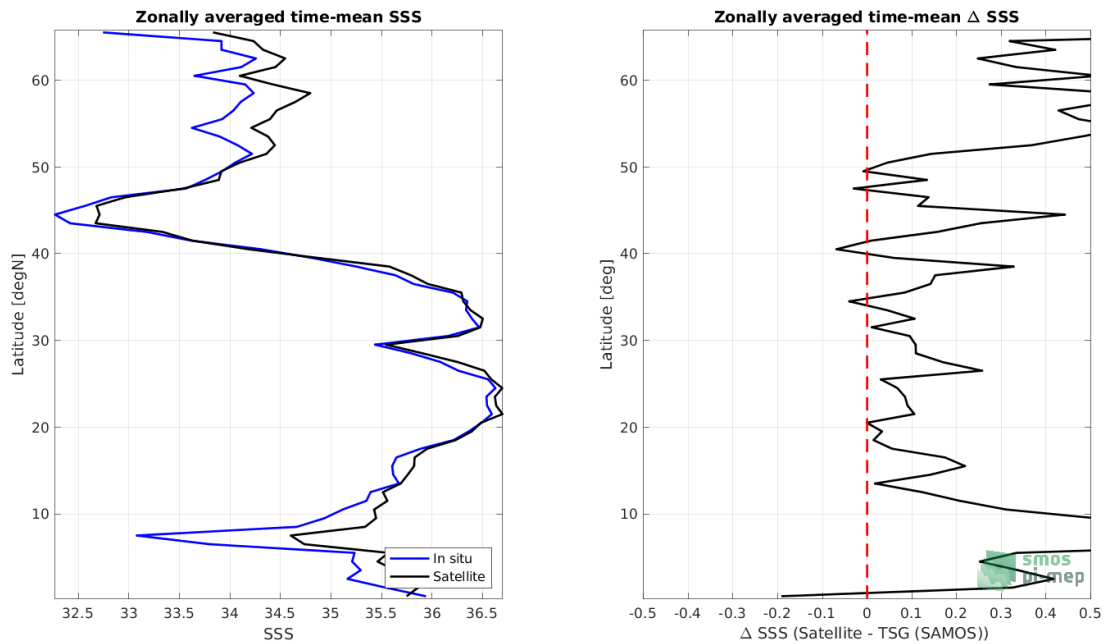 Zonally averaged time-mean SSS
60
50
40
30
20
10
Latitude [degN]
32.5 33 33.5 34 34.5 35 35.5 36 36.5
SSS
In situ
Satellite
Zonally averaged time-mean Δ SSS
60
50
40
30
20
10
Latitude [deg]
-0.5 -0.4 -0.3 -0.2 -0.1 0 0.1 0.2 0.3 0.4 0.5
Δ SSS (Satellite - TSG (SAMOS))
smos
pi-mep